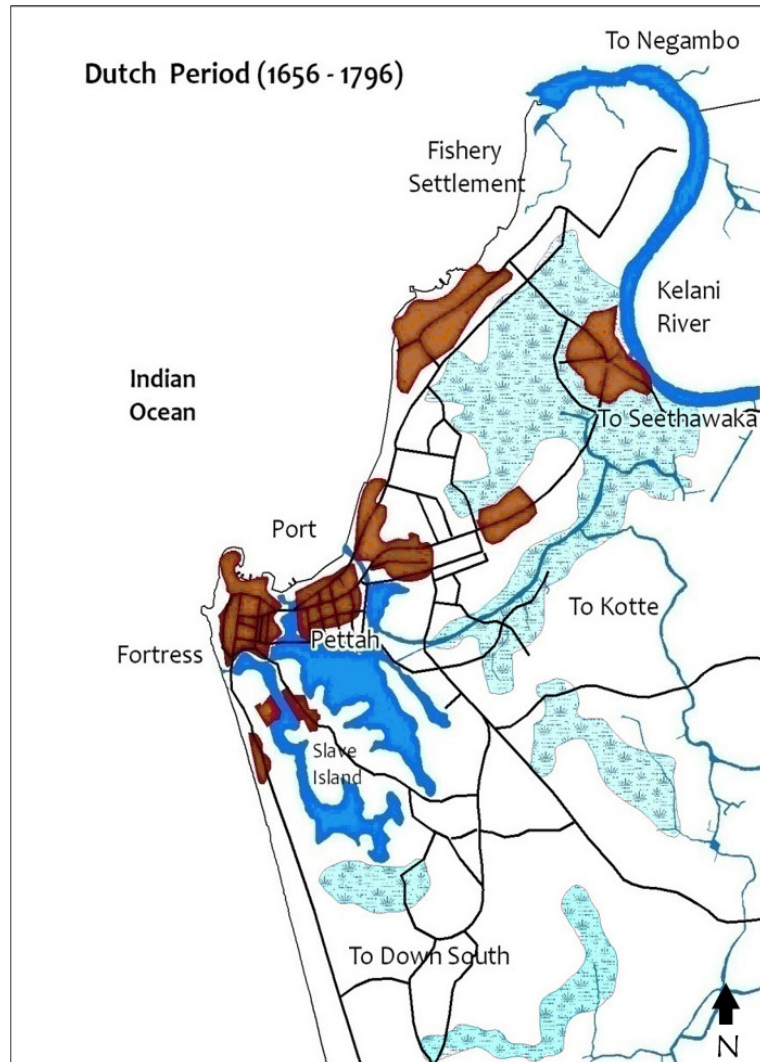 To Negambo
Dutch Period (1656 - 1796)
Fishery
Settlement
Kelani
River
Indian
Ocean
To Seethawaka
Port
To Kotte
Pettah
Fortress
Slave
Island
To Down South
N